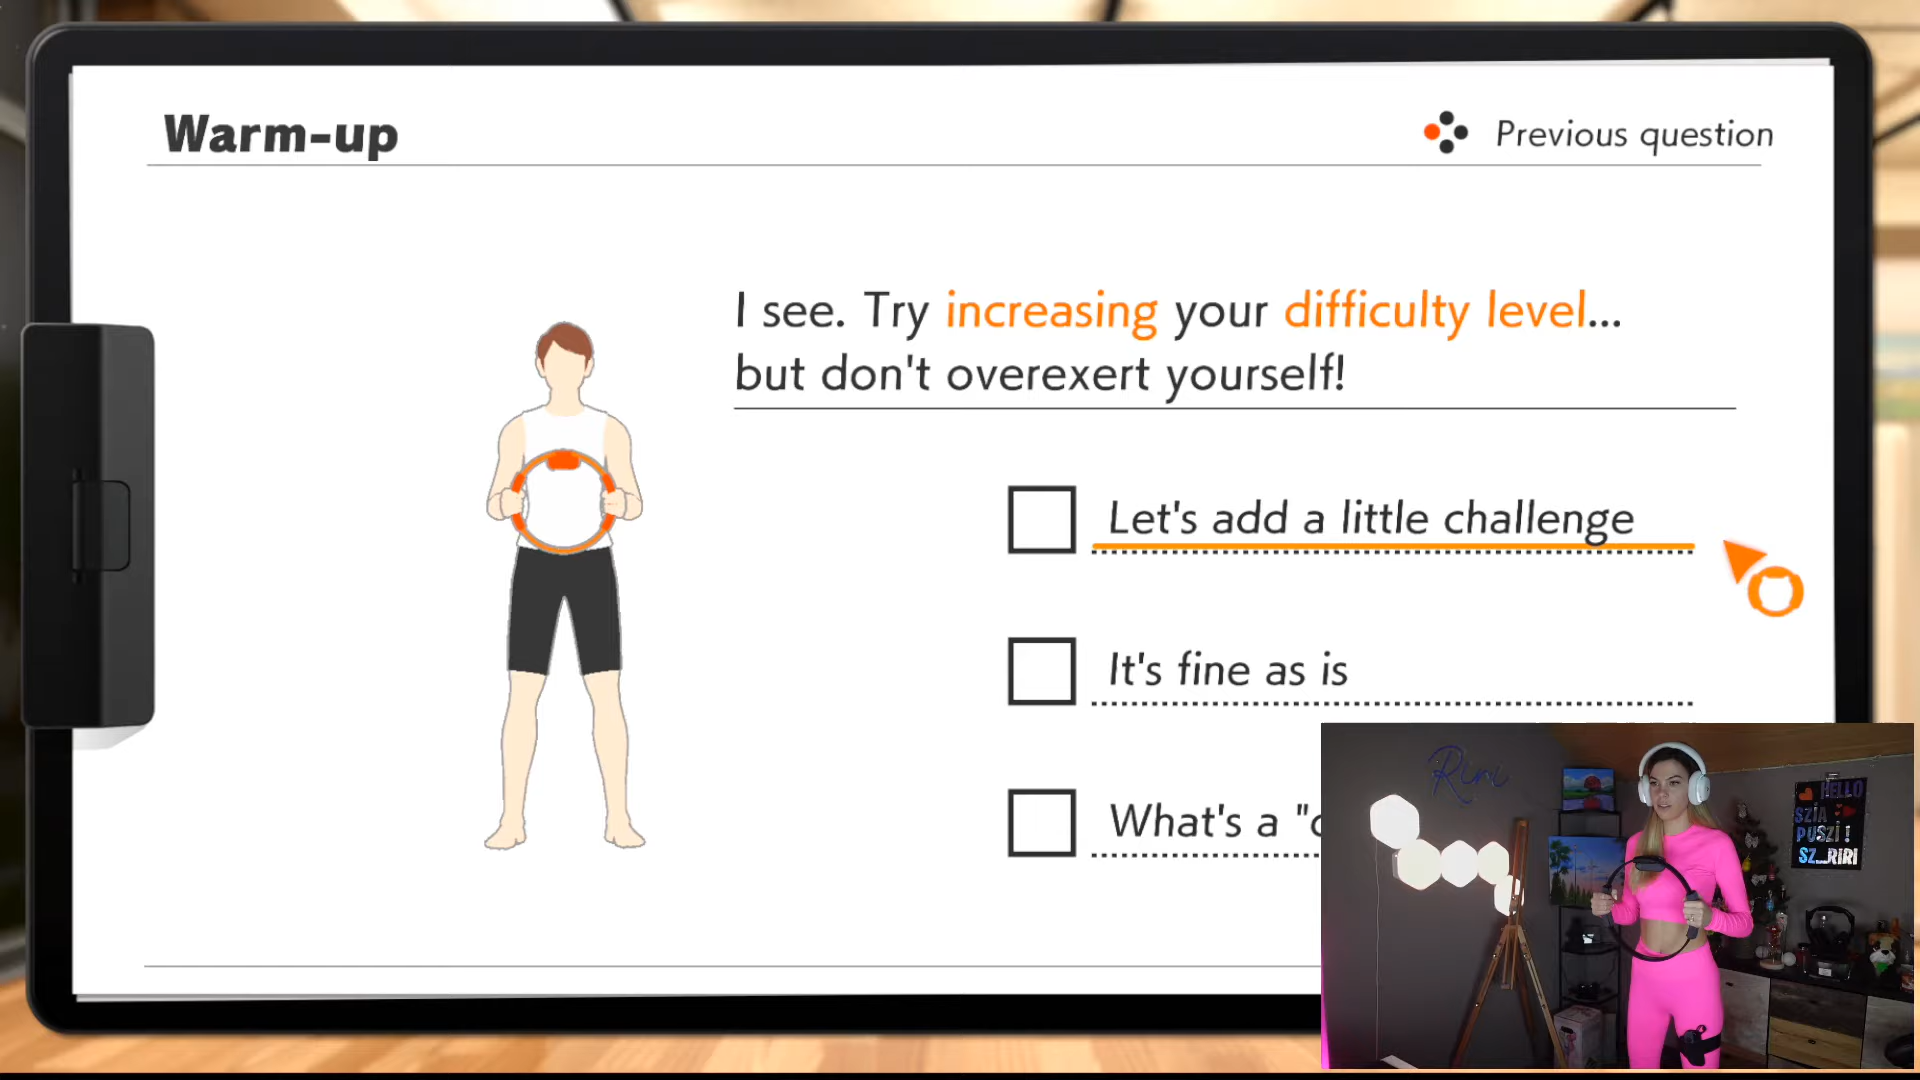 Warm-up
Previous question
I see. Try increasing your difficulty level...
but don't overexert yourself!
Let's add a little challenge
It's fine as is
What's a
Riri
HELLO
SZIA
PUSZI!
SZ_RIRI